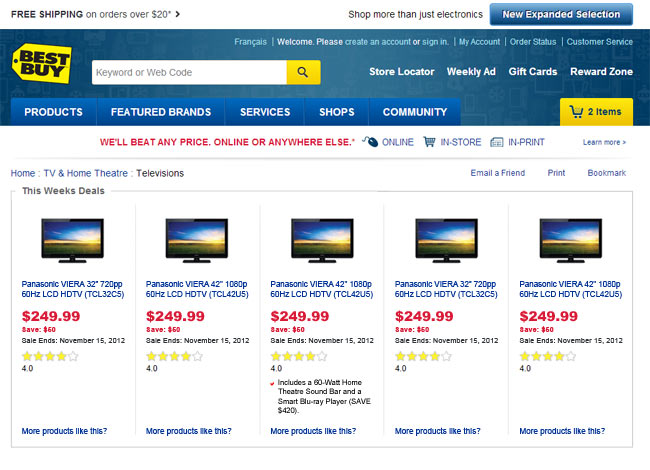 FREE SHIPPING on orders over $20* >
Shop more than just electronics
New Expanded Selection
Français | Welcome. Please create an account or sign in. | My Account | Order Status | Customer Service
BEST BUY
Keyword or Web Code
Store Locator Weekly Ad Gift Cards Reward Zone
PRODUCTS FEATURED BRANDS SERVICES SHOPS COMMUNITY
2 Items
WE'LL BEAT ANY PRICE. ONLINE OR ANYWHERE ELSE.* ONLINE IN-STORE IN-PRINT Learn more >
Home : TV & Home Theatre : Televisions
Email a Friend Print Bookmark
This Weeks Deals
Panasonic VIERA 32" 720pp
60Hz LCD HDTV (TCL32C5)
$249.99
Save: $60
Sale Ends: November 15, 2012
4.0
More products like this?
Panasonic VIERA 42" 1080p
60Hz LCD HDTV (TCL42U5)
$249.99
Save: $60
Sale Ends: November 15, 2012
4.0
More products like this?
Panasonic VIERA 42" 1080p
60Hz LCD HDTV (TCL42U5)
$249.99
Save: $60
Sale Ends: November 15, 2012
4.0
Includes a 60-Watt Home
Theatre Sound Bar and a
Smart Blu-ray Player (SAVE
$420).
More products like this?
Panasonic VIERA 32" 720pp
60Hz LCD HDTV (TCL32C5)
$249.99
Save: $60
Sale Ends: November 15, 2012
4.0
More products like this?
Panasonic VIERA 42" 1080p
60Hz LCD HDTV (TCL42U5)
$249.99
Save: $60
Sale Ends: November 15, 2012
4.0
More products like this?